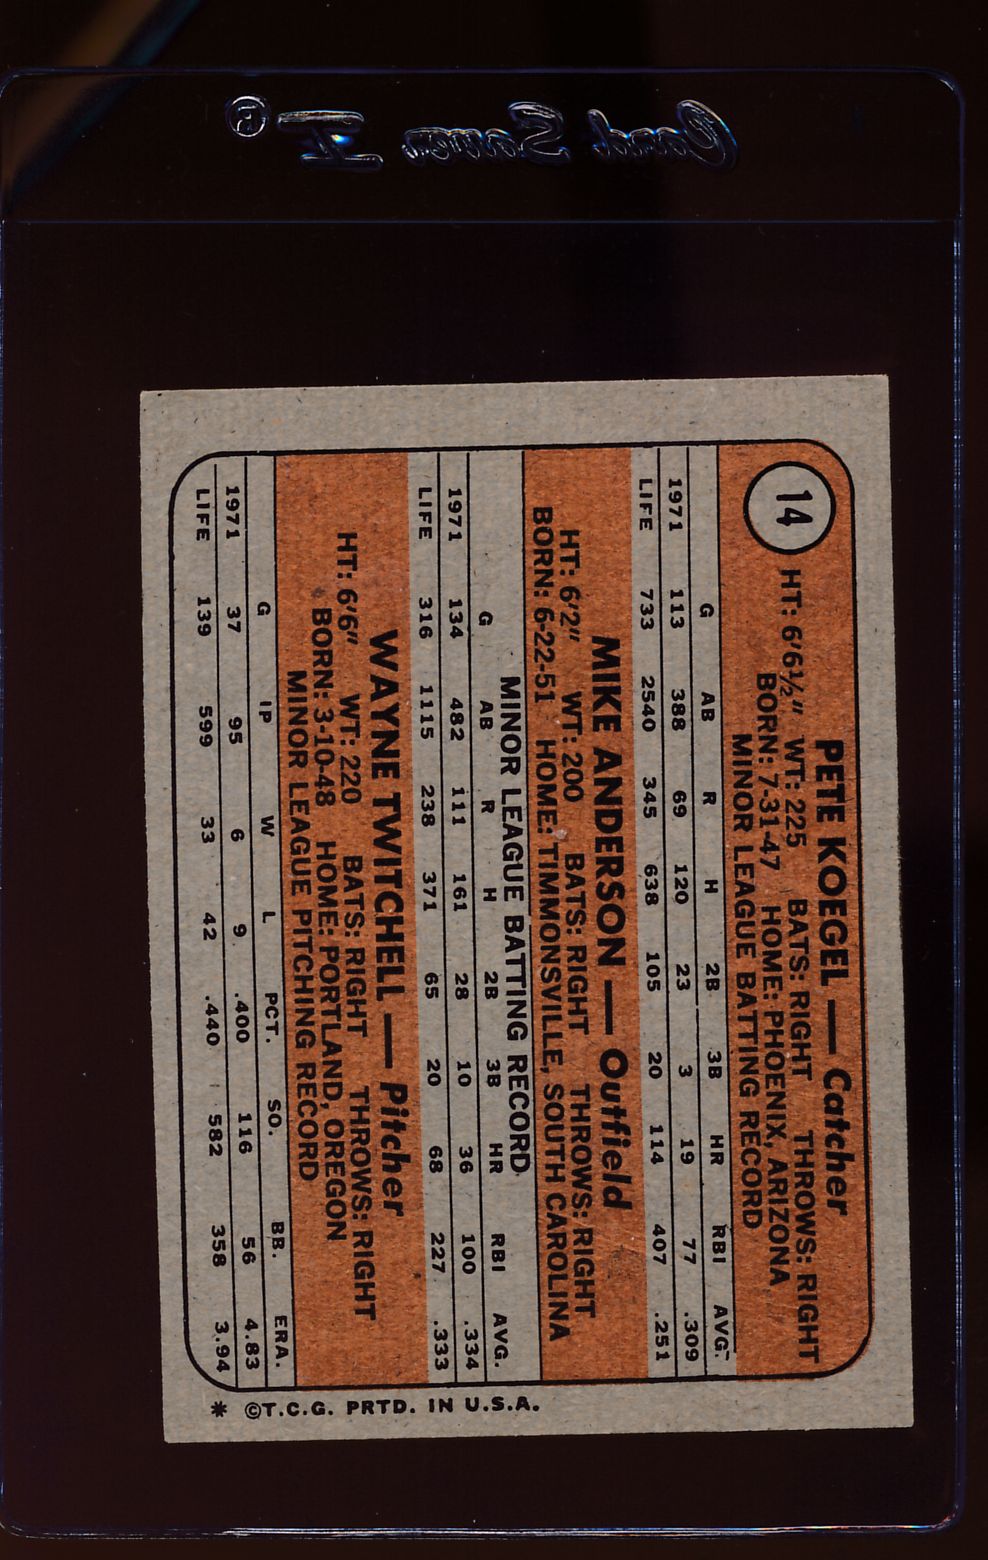 Card Saver II®
14
PETE KOEGEL — Catcher
HT: 6'6½" WT: 225 BATS: RIGHT THROWS: RIGHT
BORN: 7-31-47 HOME: PHOENIX, ARIZONA
MINOR LEAGUE BATTING RECORD
G AB R H 2B 3B HR RBI AVG.
1971 113 388 69 120 23 3 19 77 .309
LIFE 733 2540 345 638 105 20 114 407 .251
MIKE ANDERSON — Outfield
HT: 6'2" WT: 200 BATS: RIGHT THROWS: RIGHT
BORN: 6-22-51 HOME: TIMMONSVILLE, SOUTH CAROLINA
MINOR LEAGUE BATTING RECORD
G AB R H 2B 3B HR RBI AVG.
1971 134 482 111 161 28 10 36 100 .334
LIFE 316 1115 238 371 65 20 68 227 .333
WAYNE TWITCHELL — Pitcher
HT: 6'6" WT: 220 BATS: RIGHT THROWS: RIGHT
BORN: 3-10-48 HOME: PORTLAND, OREGON
MINOR LEAGUE PITCHING RECORD
G IP W L PCT. SO. BB. ERA.
1971 37 95 6 9 .400 116 56 4.83
LIFE 139 599 33 42 .440 582 358 3.94
* ©T.C.G. PRTD. IN U.S.A.